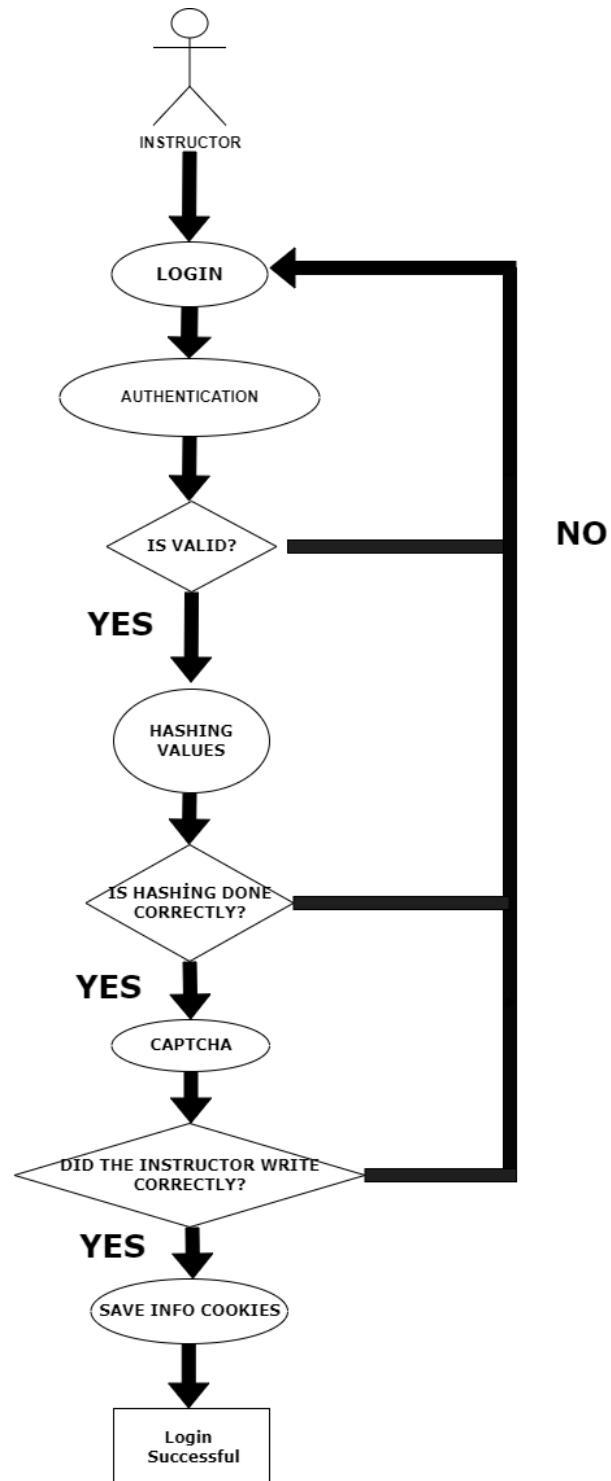 INSTRUCTOR
LOGIN
AUTHENTICATION
IS VALID?
NO
YES
HASHING
VALUES
IS HASHİNG DONE
CORRECTLY?
YES
CAPTCHA
DID THE INSTRUCTOR WRITE
CORRECTLY?
YES
SAVE INFO COOKIES
Login
Successful